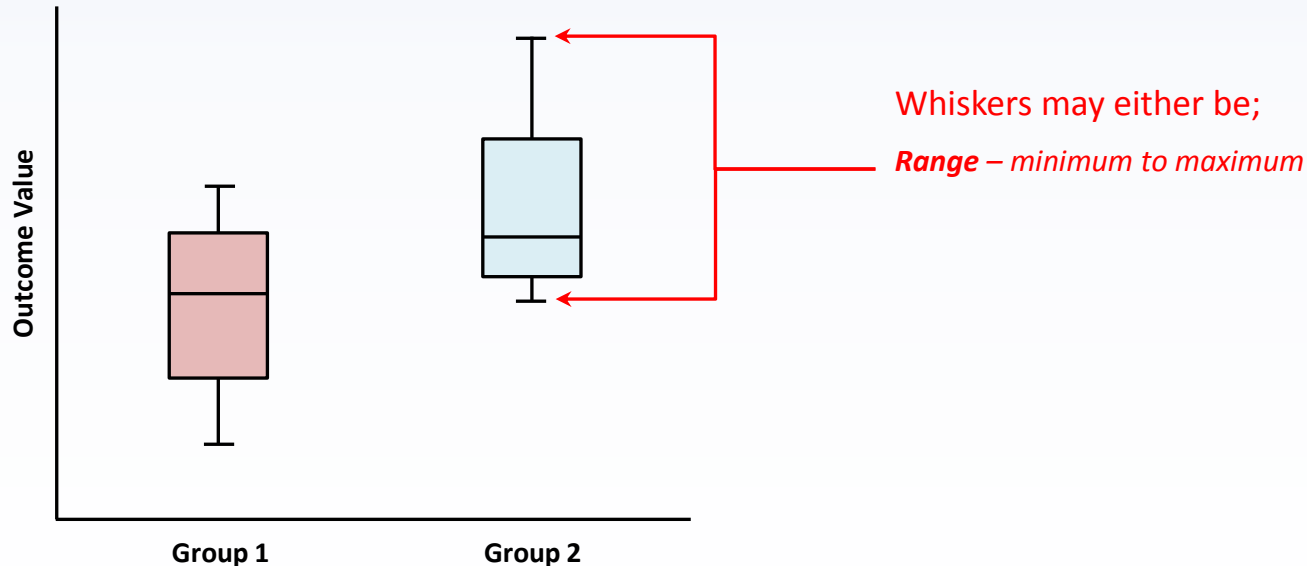 Outcome Value
Whiskers may either be;
Range – minimum to maximum
Group 1
Group 2